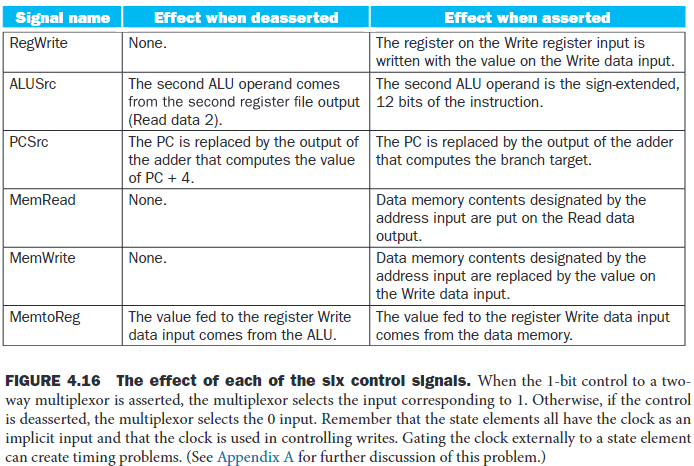 Signal name Effect when deasserted Effect when asserted
RegWrite None. The register on the Write register input is
written with the value on the Write data input.
ALUSrc The second ALU operand comes The second ALU operand is the sign-extended,
from the second register file output 12 bits of the instruction.
(Read data 2).
PCSrc The PC is replaced by the output of The PC is replaced by the output of the adder
the adder that computes the value that computes the branch target.
of PC + 4.
MemRead None. Data memory contents designated by the
address input are put on the Read data
output.
MemWrite None. Data memory contents designated by the
address input are replaced by the value on
the Write data input.
MemtoReg The value fed to the register Write The value fed to the register Write data input
data input comes from the ALU. comes from the data memory.
FIGURE 4.16 The effect of each of the six control signals. When the 1-bit control to a two-
way multiplexor is asserted, the multiplexor selects the input corresponding to 1. Otherwise, if the control
is deasserted, the multiplexor selects the 0 input. Remember that the state elements all have the clock as an
implicit input and that the clock is used in controlling writes. Gating the clock externally to a state element
can create timing problems. (See Appendix A for further discussion of this problem.)